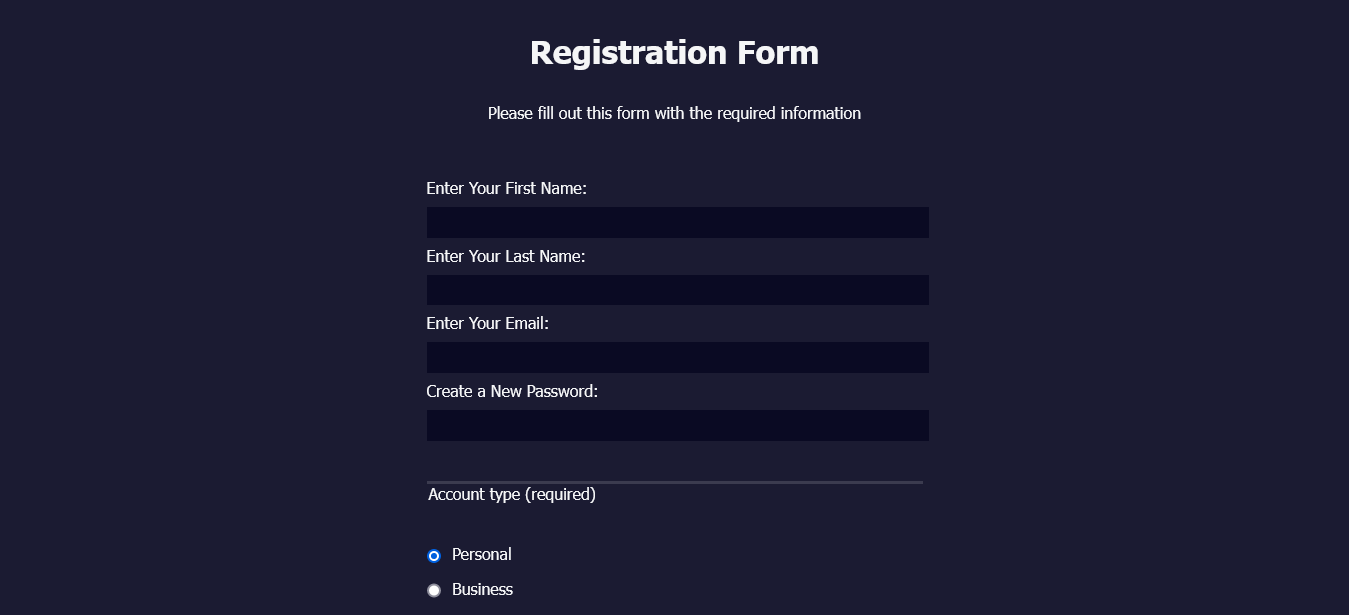 Registration Form
Please fill out this form with the required information
Enter Your First Name:
Enter Your Last Name:
Enter Your Email:
Create a New Password:
Account type (required)
Personal
Business